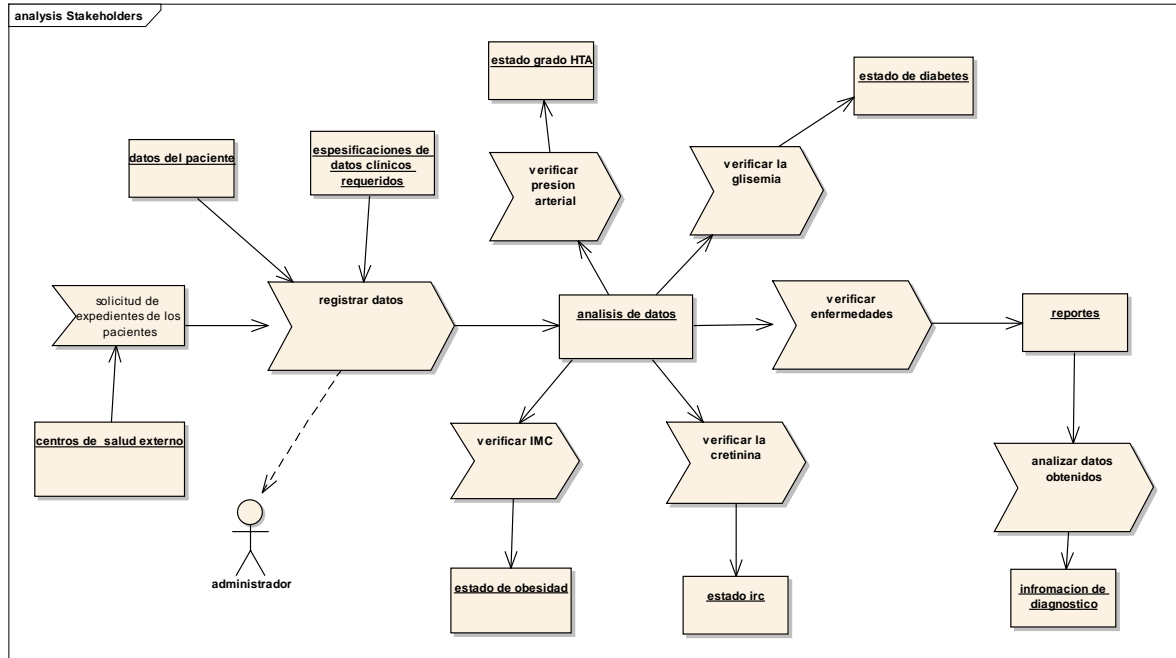 analysis Stakeholders
estado grado HTA
estado de diabetes
datos del paciente
espesificaciones de
datos clínicos
requeridos
verificar
presion
arterial
verificar la
glisemia
solicitud de
expedientes de los
pacientes
registrar datos
analisis de datos
verificar
enfermedades
reportes
centros de salud externo
verificar IMC
verificar la
cretinina
analizar datos
obtenidos
administrador
estado de obesidad
estado irc
infromacion de
diagnostico